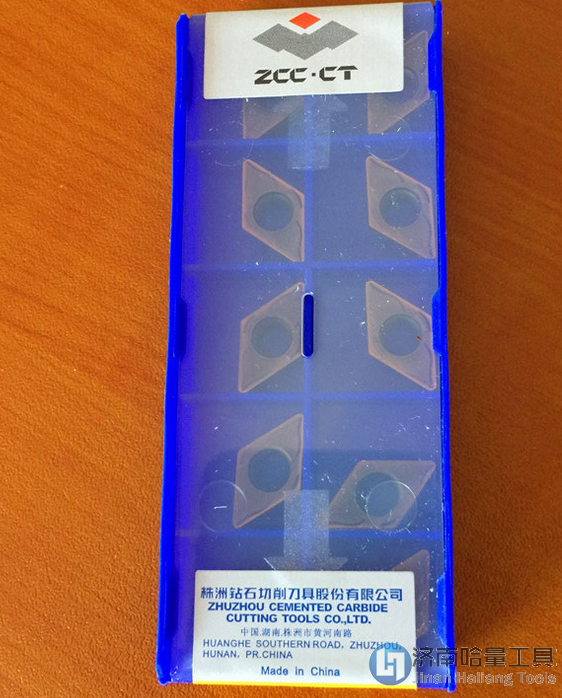 ZCC·CT
株洲钻石切削刀具股份有限公司
ZHUZHOU CEMENTED CARBIDE
CUTTING TOOLS CO.,LTD.
中国.湖南.株洲市黄河南路
HUANGHE SOUTHERN ROAD, ZHUZHOU,
HUNAN, PR.CHINA
Made in China
济南哈量工具
Jinan Haliang Tools